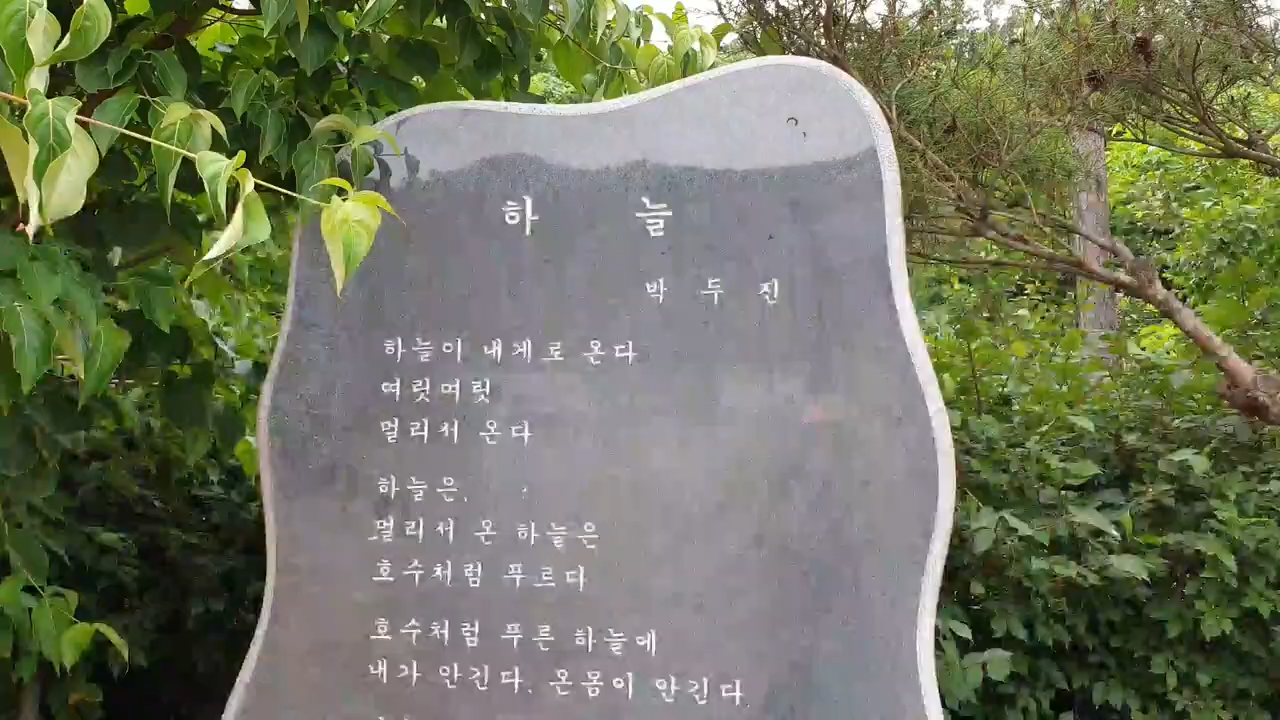 하늘
박두진
하늘이 내게로 온다
여릿여릿
멀리서 온다
하늘은,
멀리서 온 하늘은
호수처럼 푸르다
호수처럼 푸른 하늘에
내가 안긴다. 온몸이 안긴다